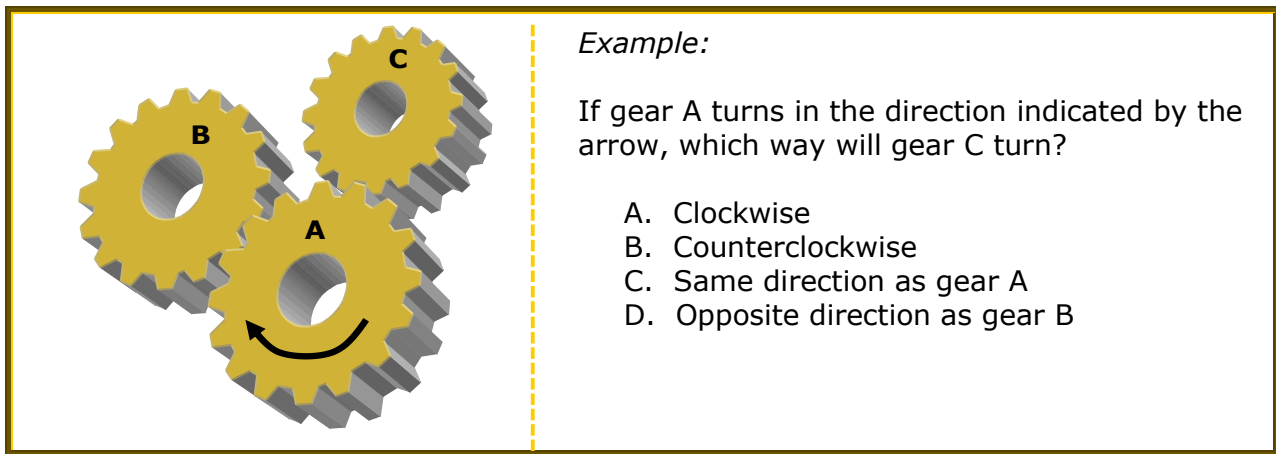 C
B
A
Example:
If gear A turns in the direction indicated by the
arrow, which way will gear C turn?
A. Clockwise
B. Counterclockwise
C. Same direction as gear A
D. Opposite direction as gear B